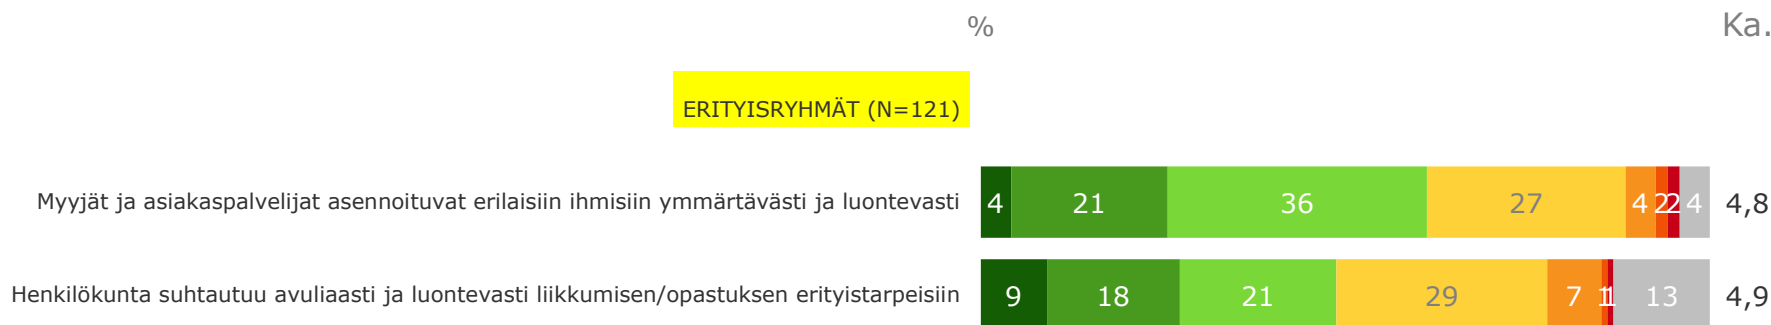 % Ka.
ERITYISRYHMÄT (N=121)
Myyjät ja asiakaspalvelijat asennoituvat erilaisiin ihmisiin ymmärtävästi ja luontevasti 4 21 36 27 4 2 2 4 4,8
Henkilökunta suhtautuu avuliaasti ja luontevasti liikkumisen/opastuksen erityistarpeisiin 9 18 21 29 7 1 1 13 4,9